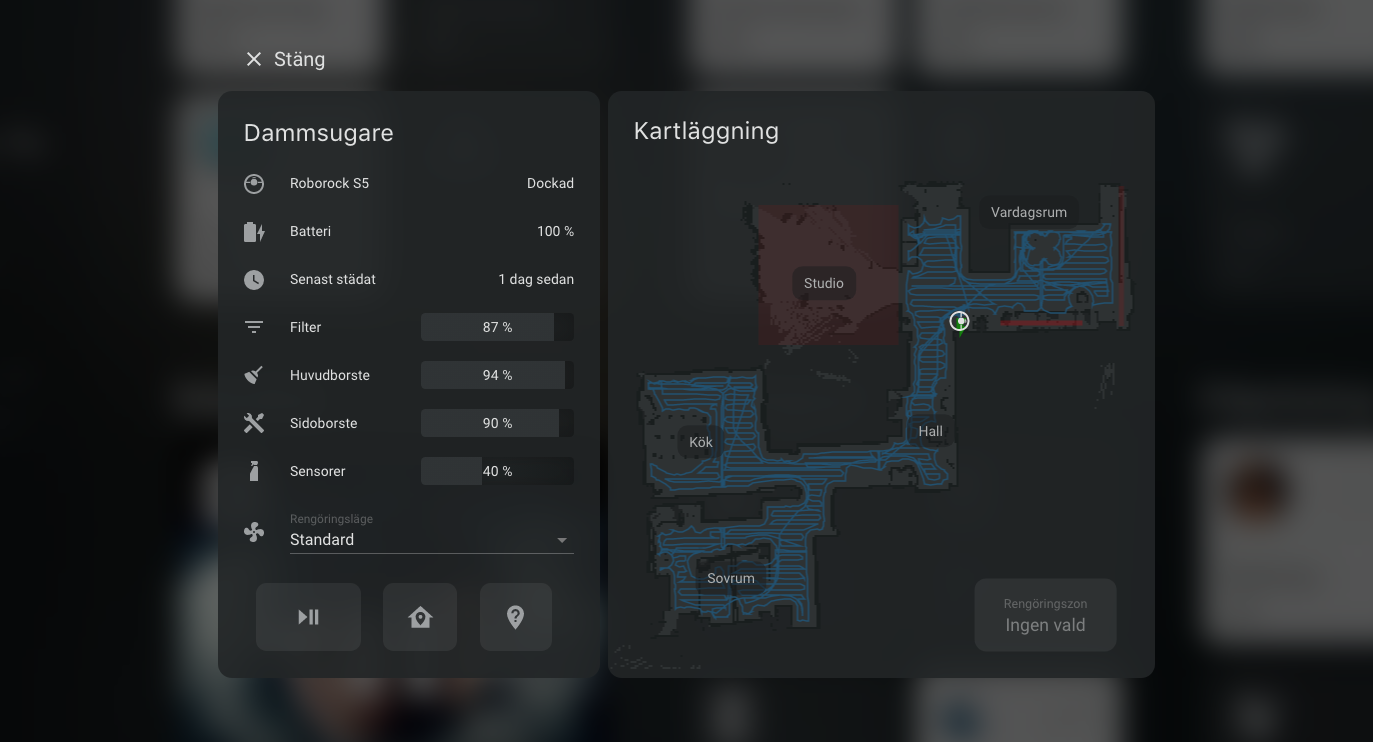 Stäng
Dammsugare
Roborock S5 Dockad
Batteri 100 %
Senast städat 1 dag sedan
Filter 87 %
Huvudborste 94 %
Sidoborste 90 %
Sensorer 40 %
Rengöringsläge
Standard
Kartläggning
Vardagsrum
Studio
Hall
Kök
Sovrum
Rengöringszon
Ingen vald